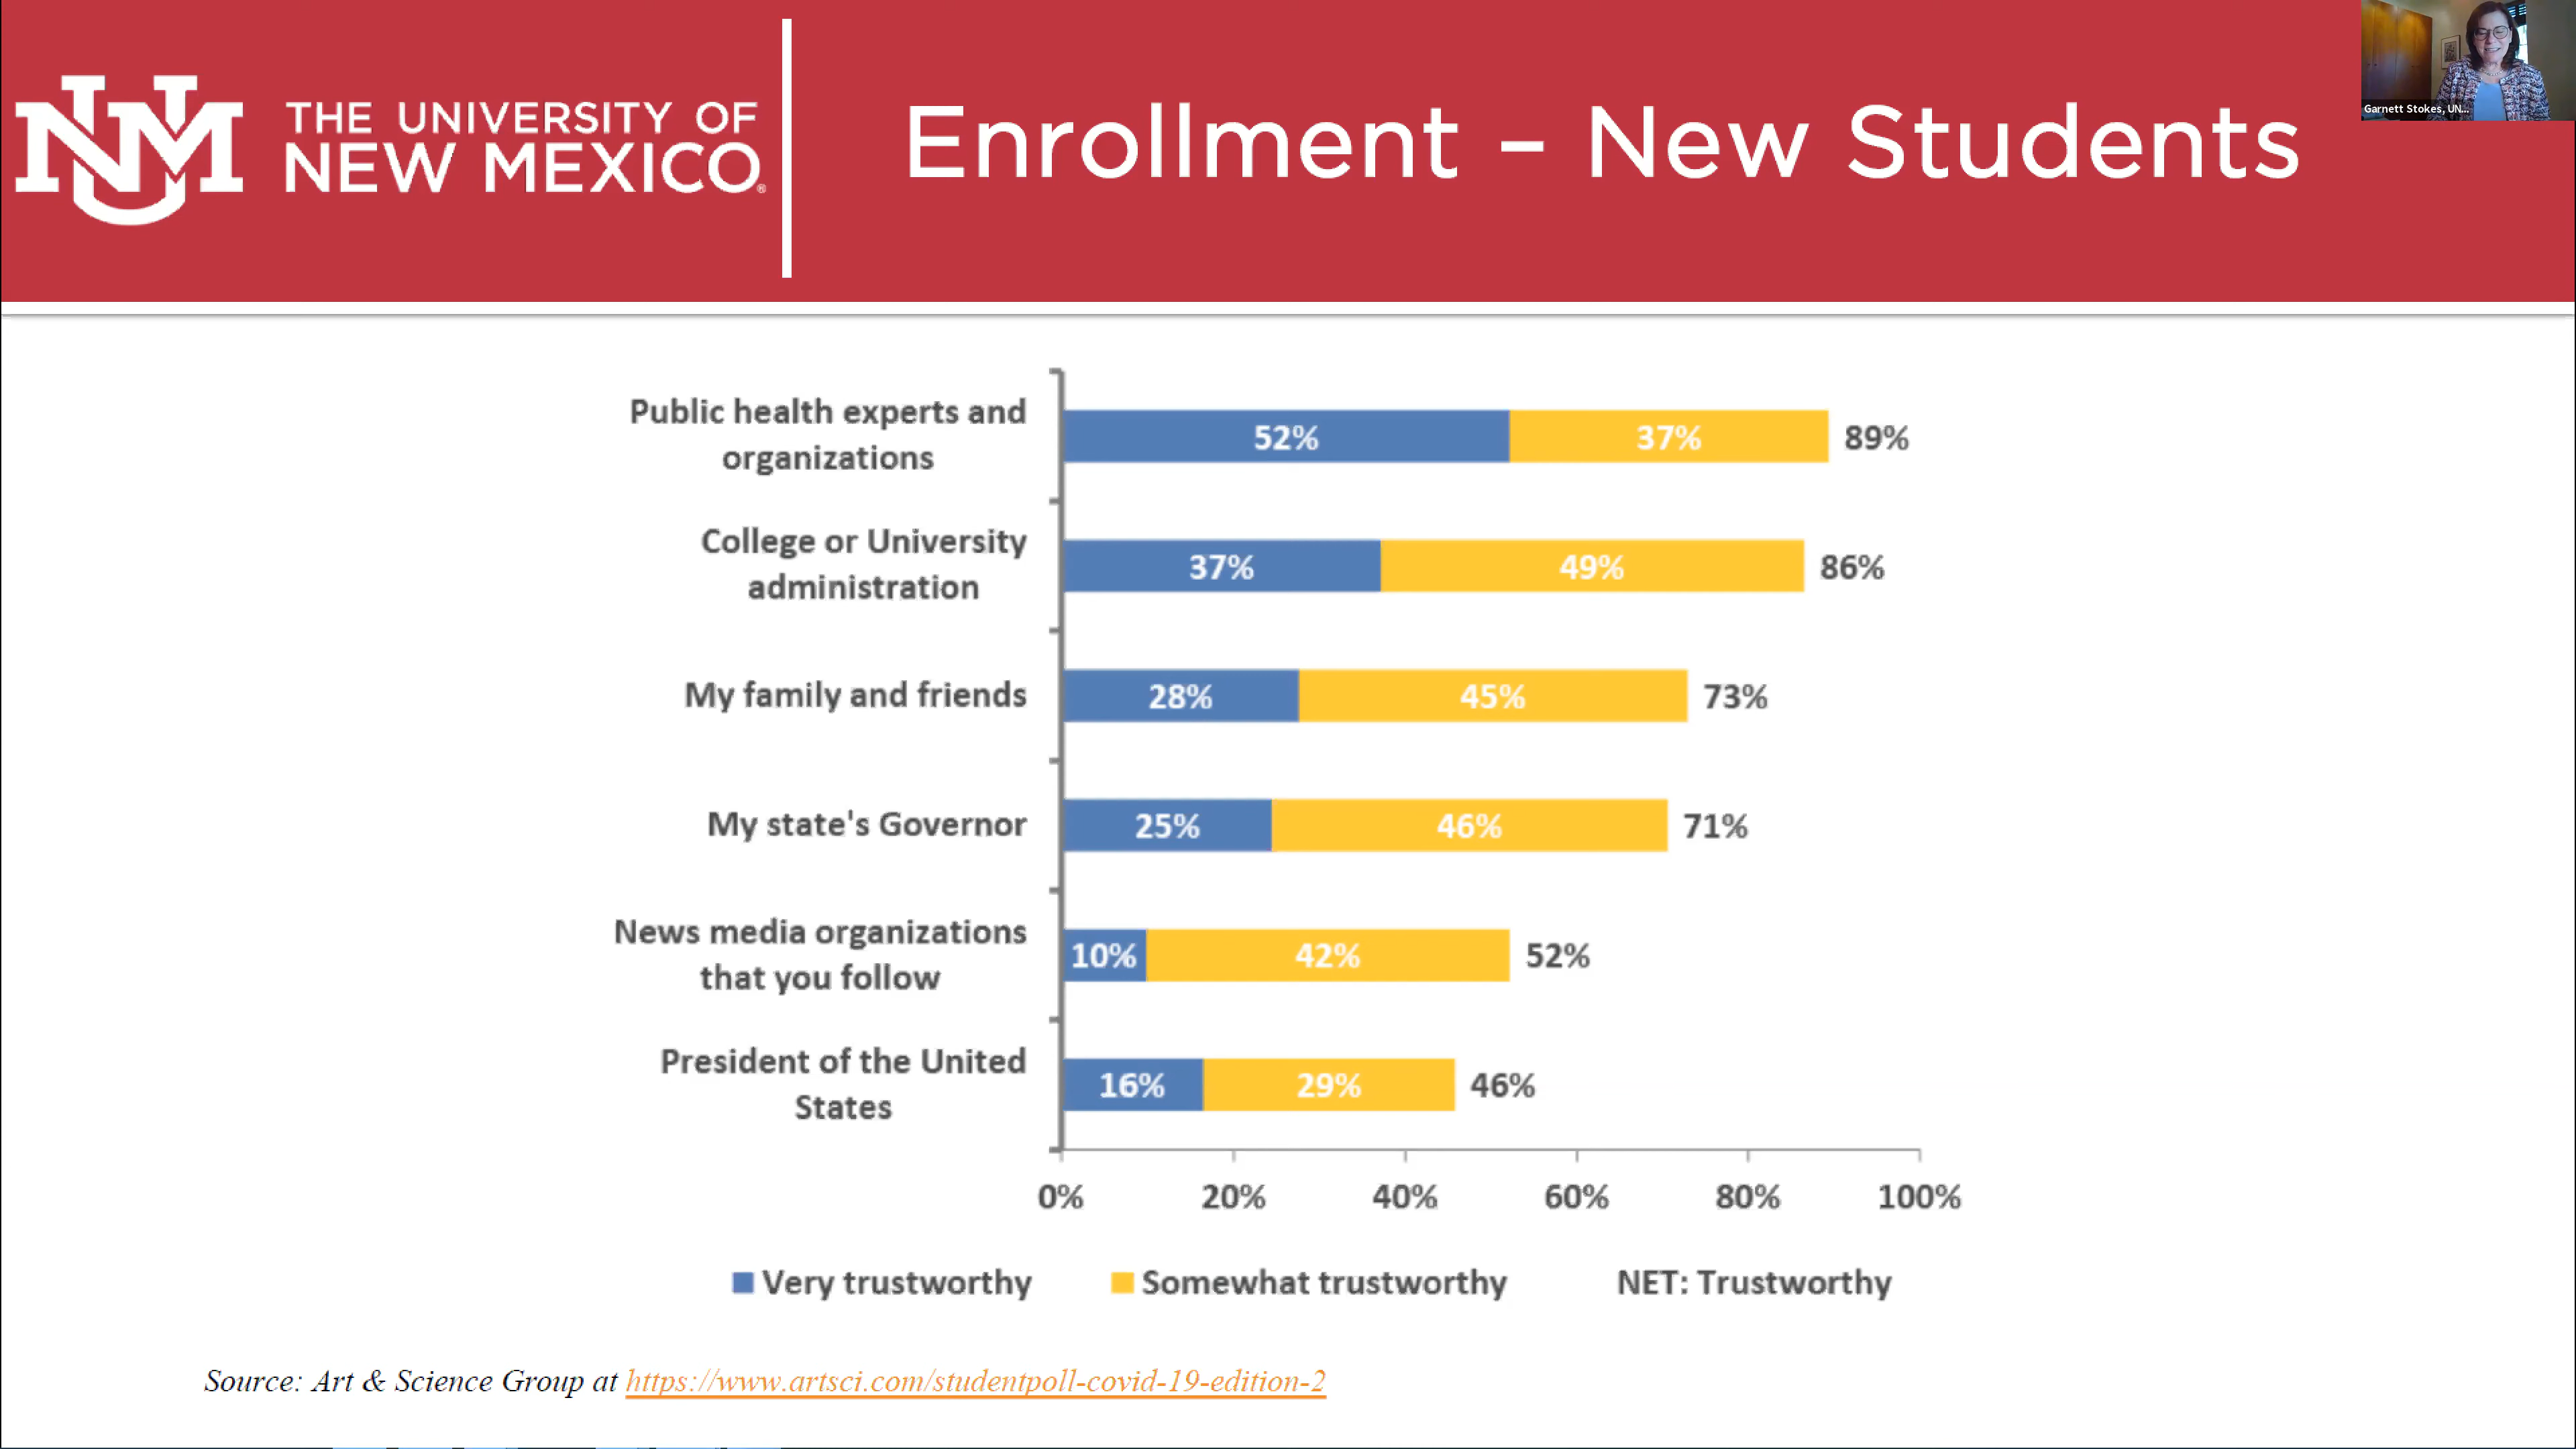 UNM
THE UNIVERSITY OF
NEW MEXICO®
Enrollment – New Students
Garnett Stokes, UN...
Public health experts and
organizations
52%
37%
89%
College or University
administration
37%
49%
86%
My family and friends
28%
45%
73%
My state's Governor
25%
46%
71%
News media organizations
that you follow
10%
42%
52%
President of the United
States
16%
29%
46%
0%
20%
40%
60%
80%
100%
Very trustworthy
Somewhat trustworthy
NET: Trustworthy
Source: Art & Science Group at https://www.artsci.com/studentpoll-covid-19-edition-2